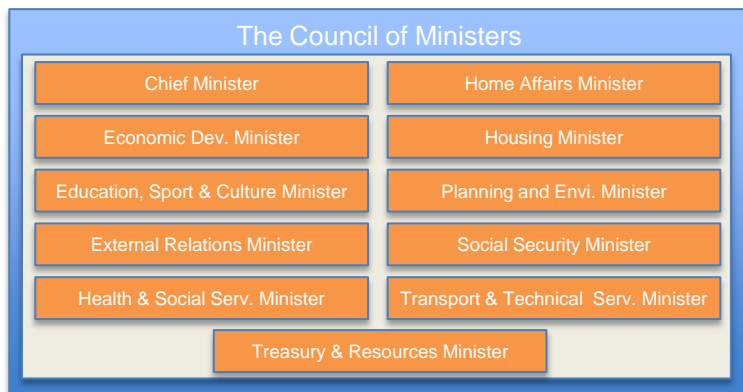 The Council of Ministers
Chief Minister
Home Affairs Minister
Economic Dev. Minister
Housing Minister
Education, Sport & Culture Minister
Planning and Envi. Minister
External Relations Minister
Social Security Minister
Health & Social Serv. Minister
Transport & Technical Serv. Minister
Treasury & Resources Minister